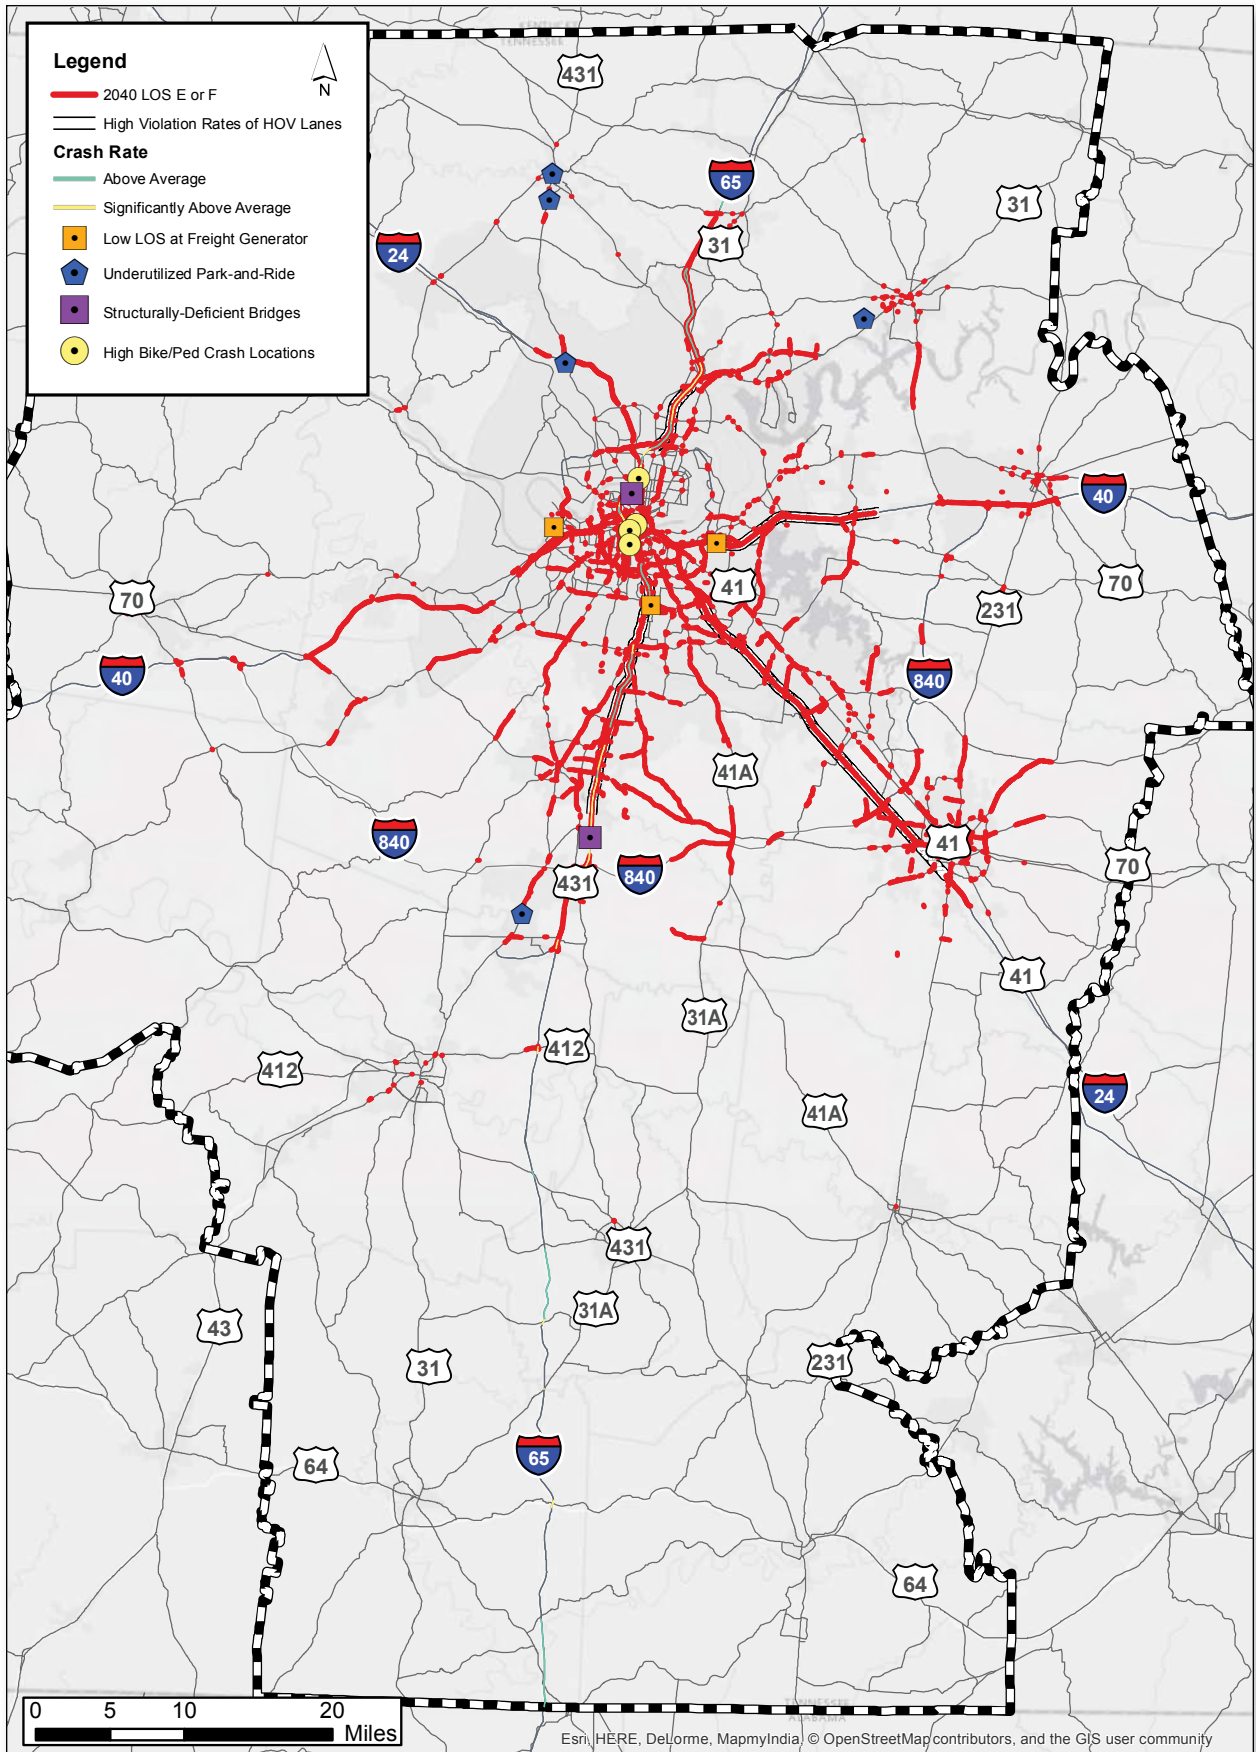 KENTUCKY
TENNESSEE
Legend
N
2040 LOS E or F
High Violation Rates of HOV Lanes
Crash Rate
Above Average
Significantly Above Average
Low LOS at Freight Generator
Underutilized Park-and-Ride
Structurally-Deficient Bridges
High Bike/Ped Crash Locations
431
65
31
31
24
40
41
70
231
70
40
840
41A
840
41
70
840
431
41
31A
412
412
24
41A
431
31A
43
231
31
65
64
64
TENNESSEE
ALABAMA
0 5 10 20
Miles
Esri, HERE, DeLorme, MapmyIndia, © OpenStreetMap contributors, and the GIS user community